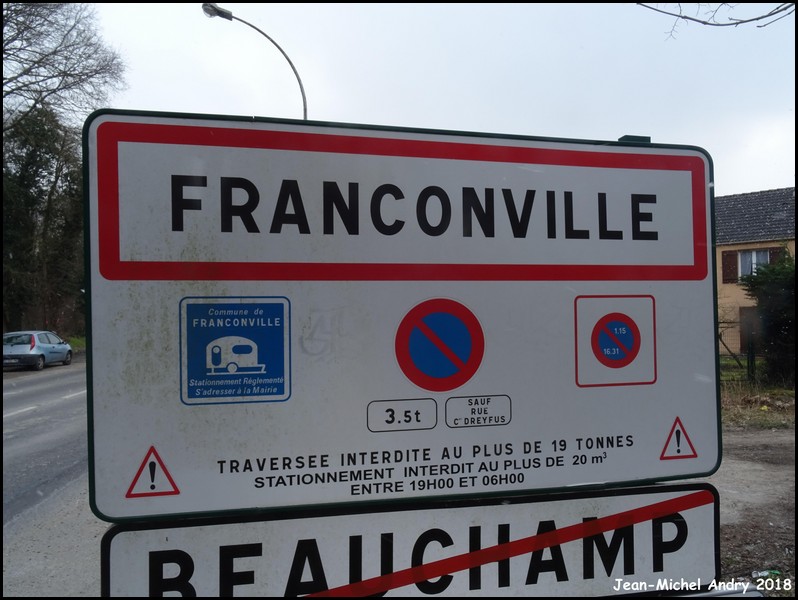 FRANCONVILLE
Commune de
FRANCONVILLE
Stationnement Réglementé
S'adresser à la Mairie
3.5t
SAUF
RUE
Cne DREYFUS
1.15
16.31
TRAVERSEE INTERDITE AU PLUS DE 19 TONNES
STATIONNEMENT INTERDIT AU PLUS DE 20 m³
ENTRE 19H00 ET 06H00
BEAUCHAMP
Jean-Michel Andry 2018